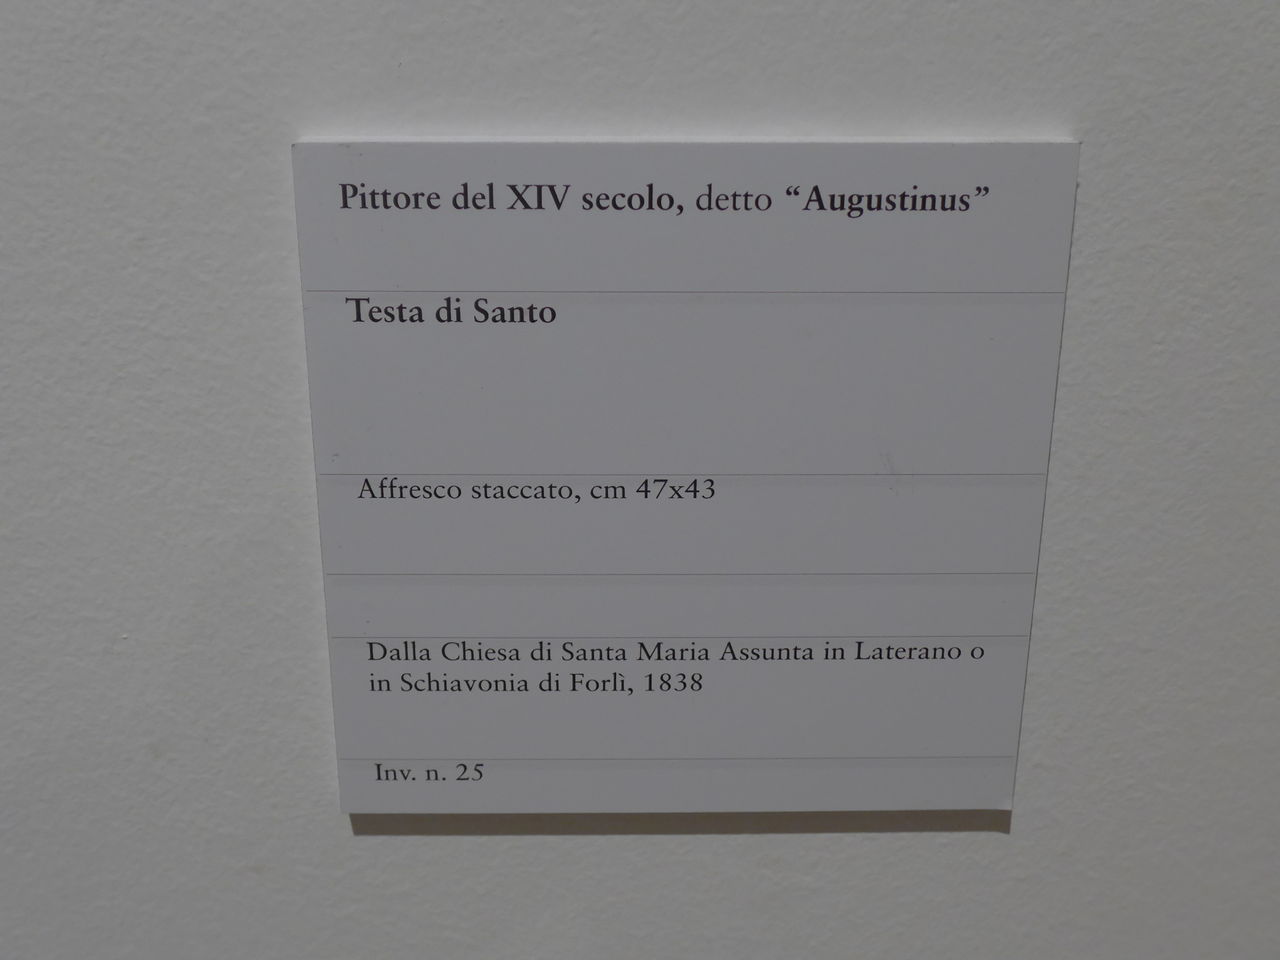 Pittore del XIV secolo, detto “Augustinus”
Testa di Santo
Affresco staccato, cm 47x43
Dalla Chiesa di Santa Maria Assunta in Laterano o
in Schiavonia di Forlì, 1838
Inv. n. 25